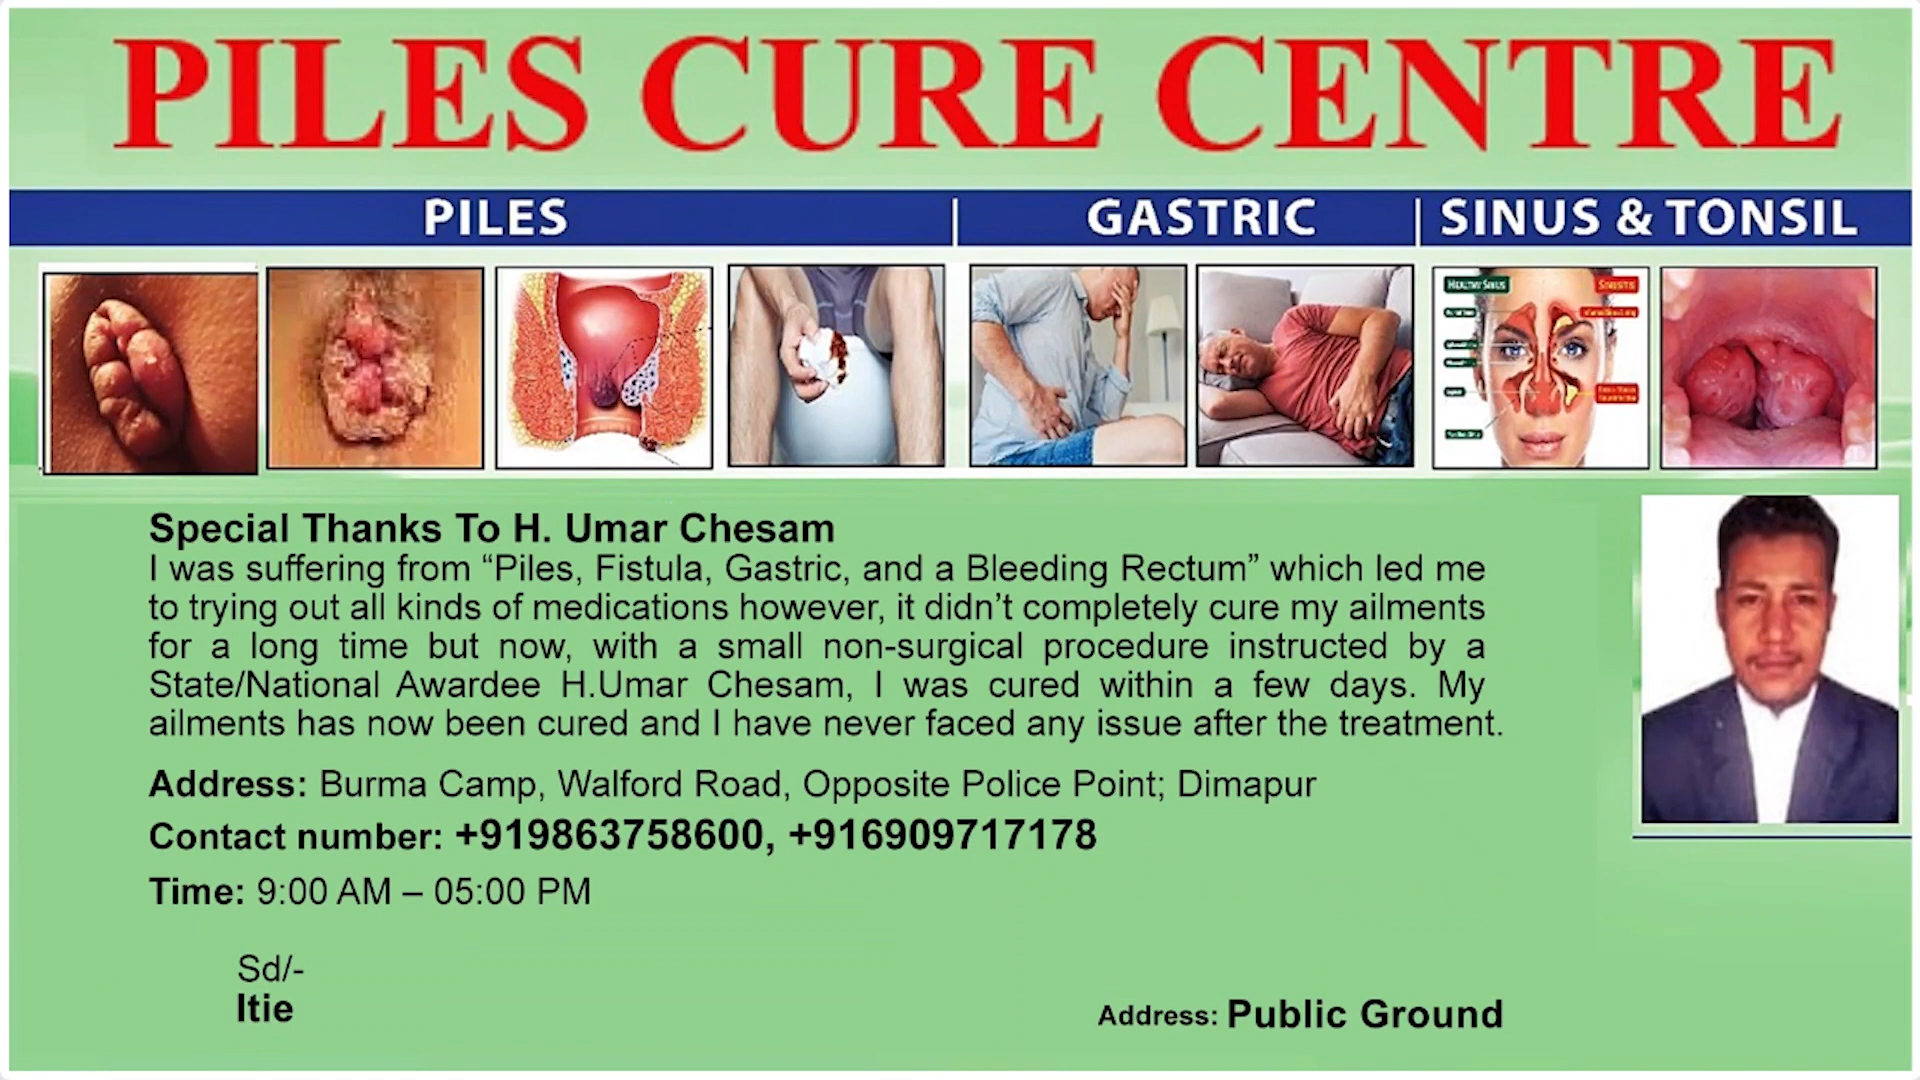 PILES CURE CENTRE
PILES | GASTRIC | SINUS & TONSIL
HEALTHY SINUS
SINUSITIS
Special Thanks To H. Umar Chesam
I was suffering from “Piles, Fistula, Gastric, and a Bleeding Rectum” which led me
to trying out all kinds of medications however, it didn’t completely cure my ailments
for a long time but now, with a small non-surgical procedure instructed by a
State/National Awardee H.Umar Chesam, I was cured within a few days. My
ailments has now been cured and I have never faced any issue after the treatment.
Address: Burma Camp, Walford Road, Opposite Police Point; Dimapur
Contact number: +919863758600, +916909717178
Time: 9:00 AM – 05:00 PM
Sd/-
Itie
Address: Public Ground